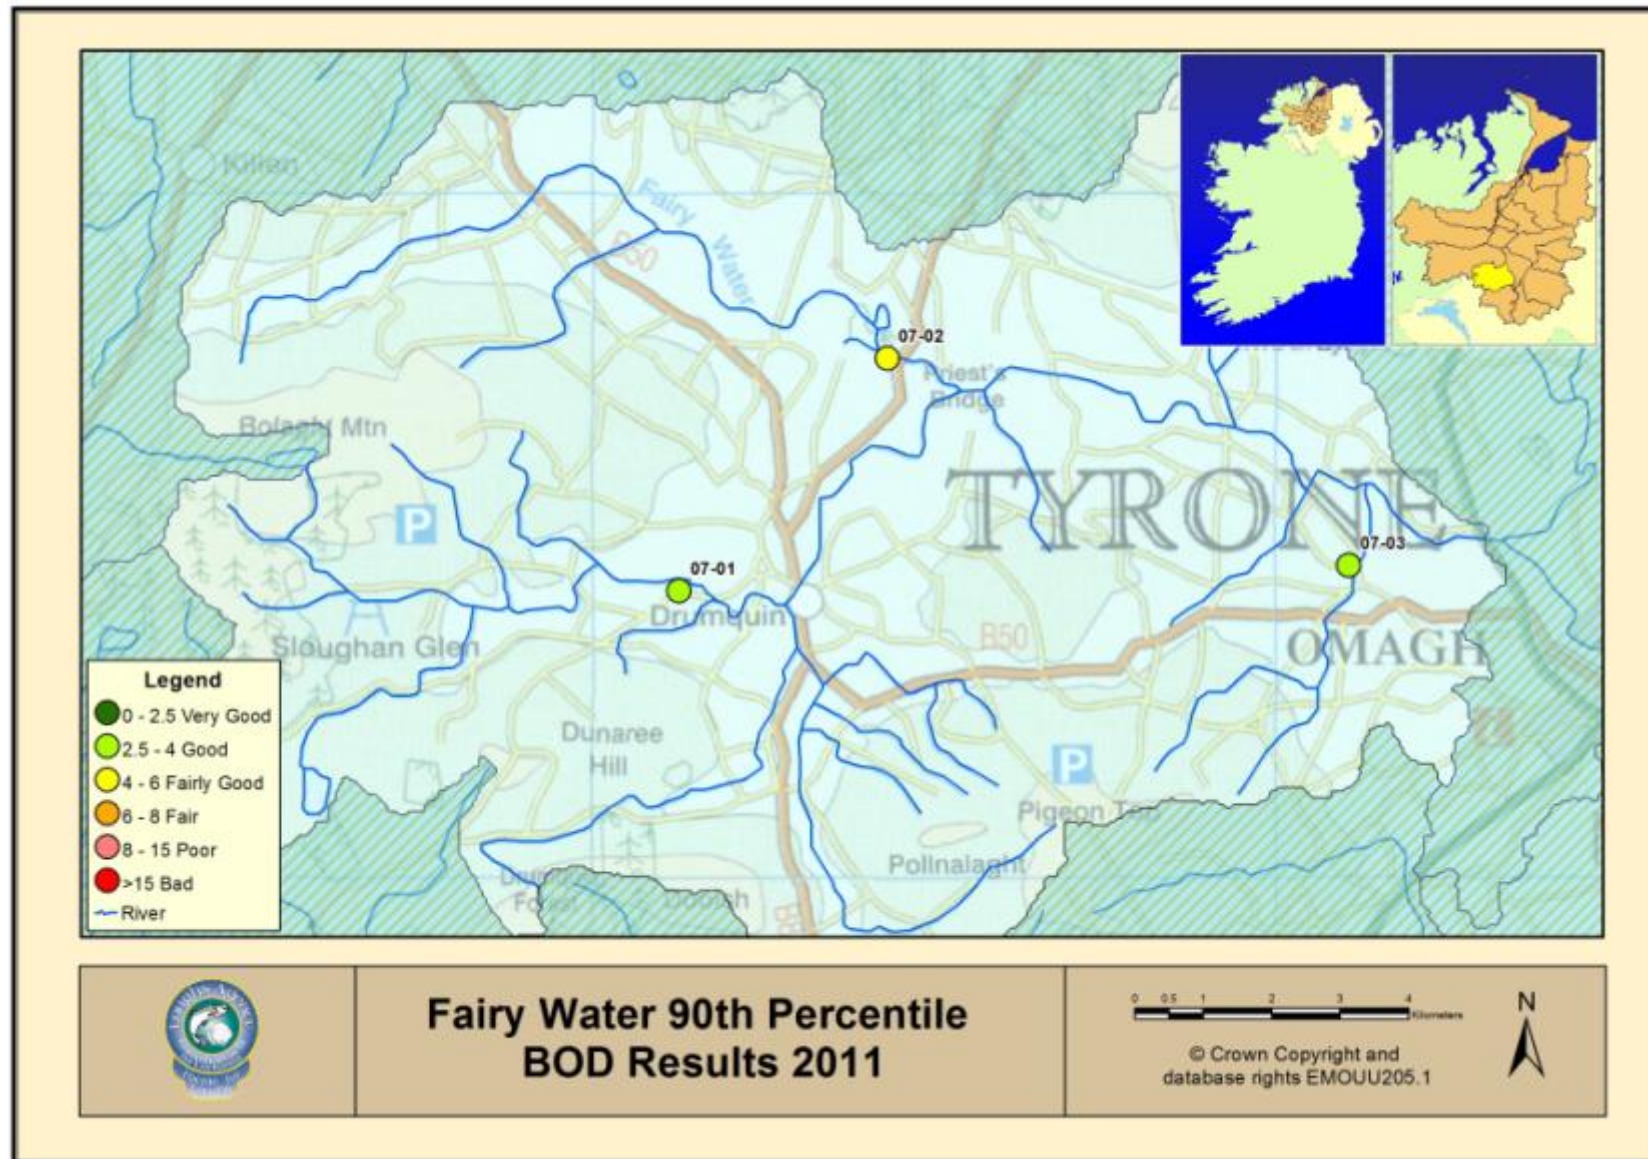 Killen
Fairy
Water
B50
07-02
Priest's
Bridge
Bolaght Mtn
P
TYRONE
07-03
07-01
Drumquin
Sloughan Glen
B50
OMAGH
Legend
0 - 2.5 Very Good
2.5 - 4 Good
4 - 6 Fairly Good
6 - 8 Fair
8 - 15 Poor
>15 Bad
River
Dunaree
Hill
P
Pigeon Top
Pollnalaght
Dooish
Fairy Water 90th Percentile
BOD Results 2011
0 0.5 1 2 3 4
Kilometers
© Crown Copyright and
database rights EMOUU205.1
N